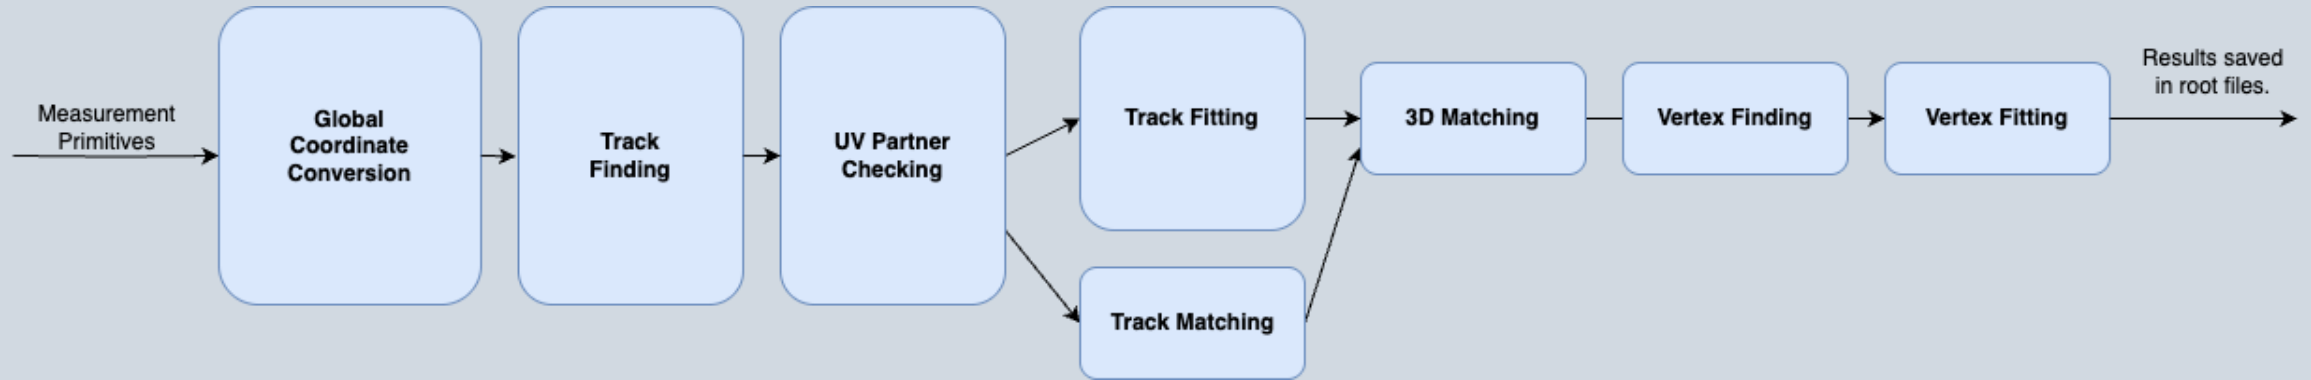 Measurement
Primitives
Global
Coordinate
Conversion
Track
Finding
UV Partner
Checking
Track Fitting
Track Matching
3D Matching
Vertex Finding
Vertex Fitting
Results saved
in root files.